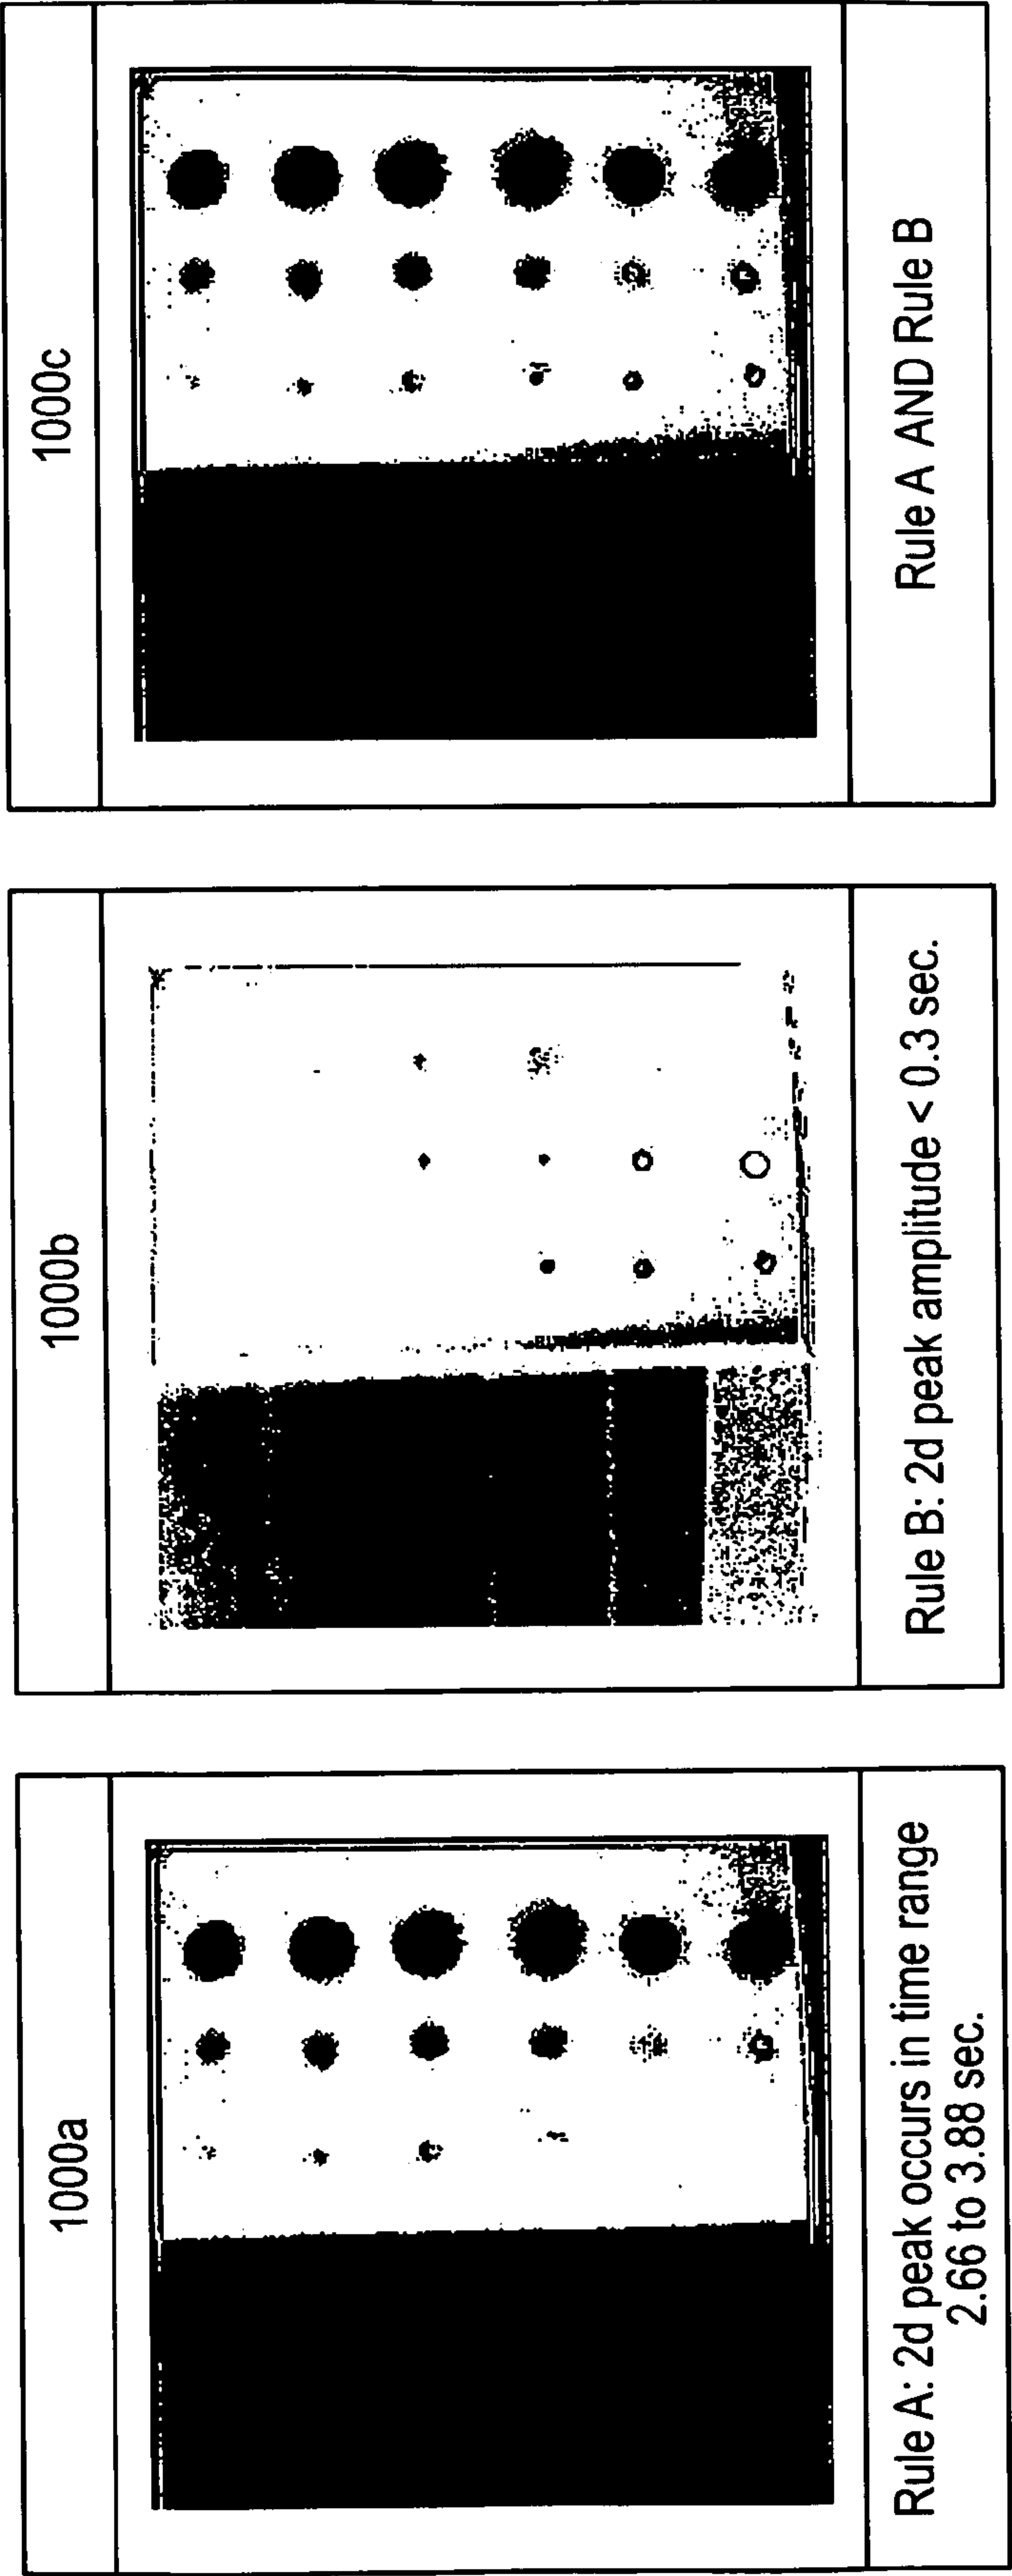 1000a
Rule A: 2d peak occurs in time range
2.66 to 3.88 sec.
1000b
Rule B: 2d peak amplitude < 0.3 sec.
1000c
Rule A AND Rule B